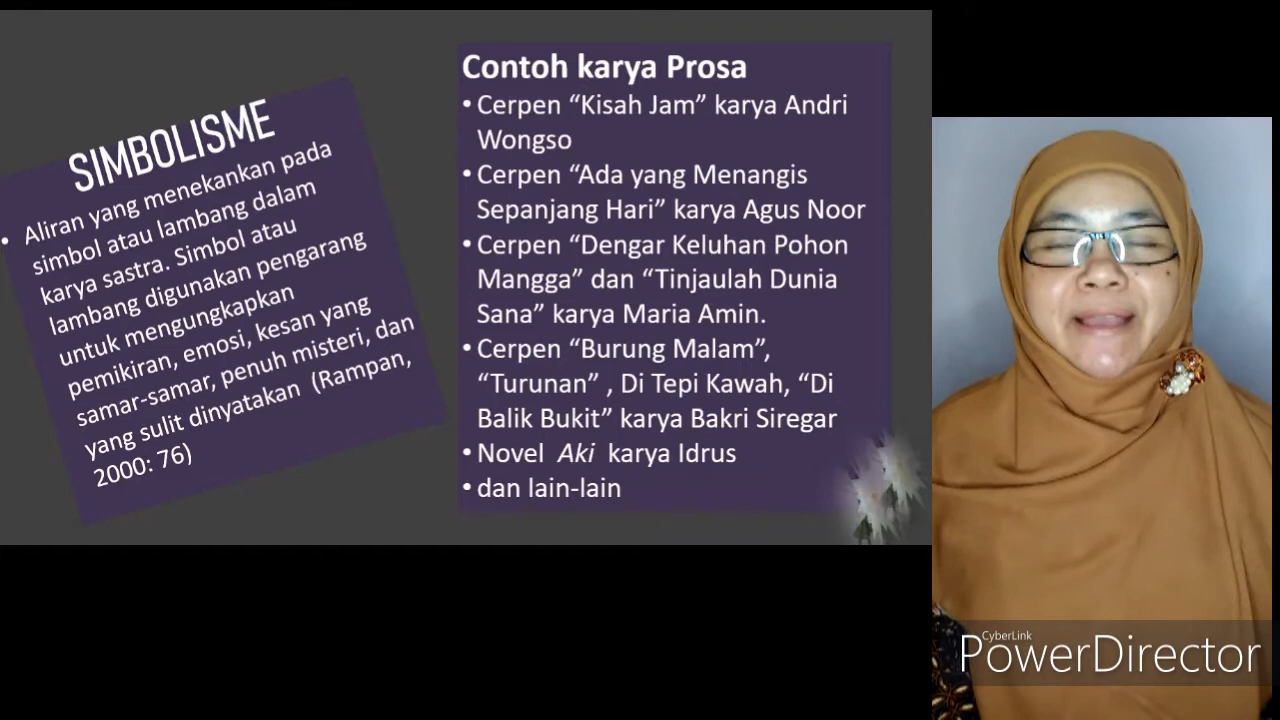 SIMBOLISME
• Aliran yang menekankan pada
simbol atau lambang dalam
karya sastra. Simbol atau
lambang digunakan pengarang
untuk mengungkapkan
pemikiran, emosi, kesan yang
samar-samar, penuh misteri, dan
yang sulit dinyatakan (Rampan,
2000: 76)
Contoh karya Prosa
• Cerpen “Kisah Jam” karya Andri
Wongso
• Cerpen “Ada yang Menangis
Sepanjang Hari” karya Agus Noor
• Cerpen “Dengar Keluhan Pohon
Mangga” dan “Tinjaulah Dunia
Sana” karya Maria Amin.
• Cerpen “Burung Malam”,
“Turunan” , Di Tepi Kawah, “Di
Balik Bukit” karya Bakri Siregar
• Novel Aki karya Idrus
• dan lain-lain
CyberLink
PowerDirector